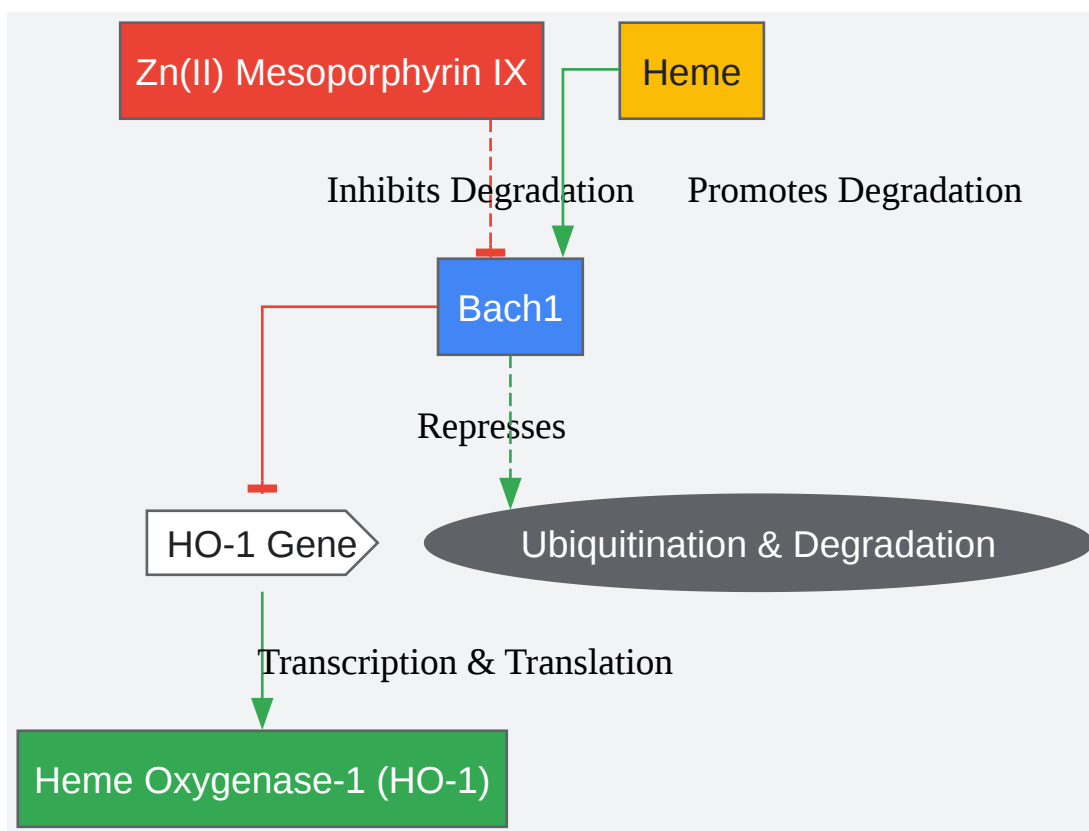 Zn(II) Mesoporphyrin IX
Heme
Inhibits Degradation
Promotes Degradation
Bach1
Represses
HO-1 Gene
Ubiquitination & Degradation
Transcription & Translation
Heme Oxygenase-1 (HO-1)